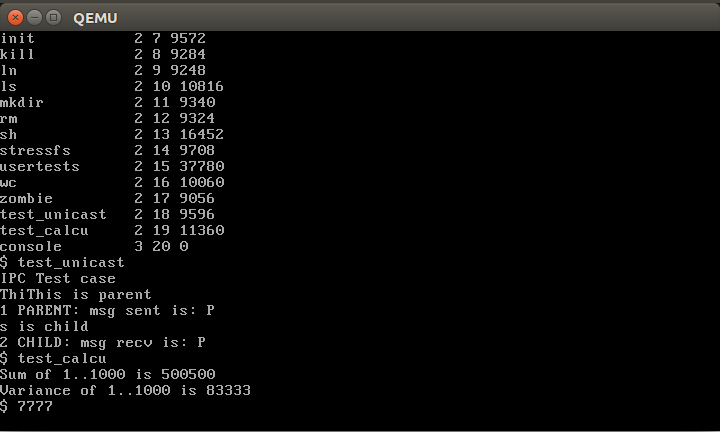 QEMU
init 2 7 9572
kill 2 8 9284
ln 2 9 9248
ls 2 10 10816
mkdir 2 11 9340
rm 2 12 9324
sh 2 13 16452
stressfs 2 14 9708
usertests 2 15 37780
wc 2 16 10060
zombie 2 17 9056
test_unicast 2 18 9596
test_calcu 2 19 11360
console 3 20 0
$ test_unicast
IPC Test case
ThiThis is parent
1 PARENT: msg sent is: P
s is child
2 CHILD: msg recv is: P
$ test_calcu
Sum of 1..1000 is 500500
Variance of 1..1000 is 83333
$ 7777